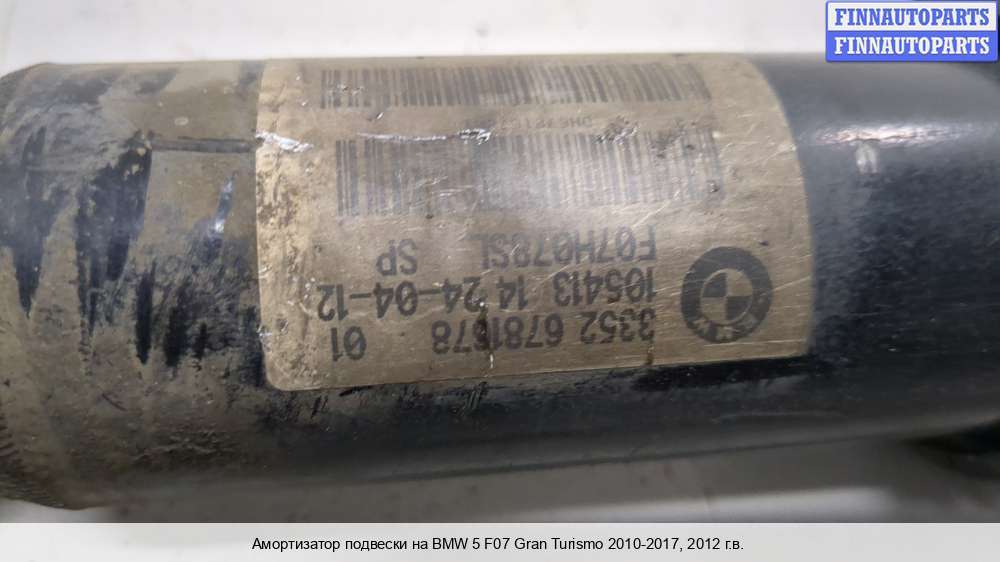 FINNAUTOPARTS
FINNAUTOPARTS
3352 6781678 01
105413 14 24-04-12
F07H078SL SP
Амортизатор подвески на BMW 5 F07 Gran Turismo 2010-2017, 2012 г.в.